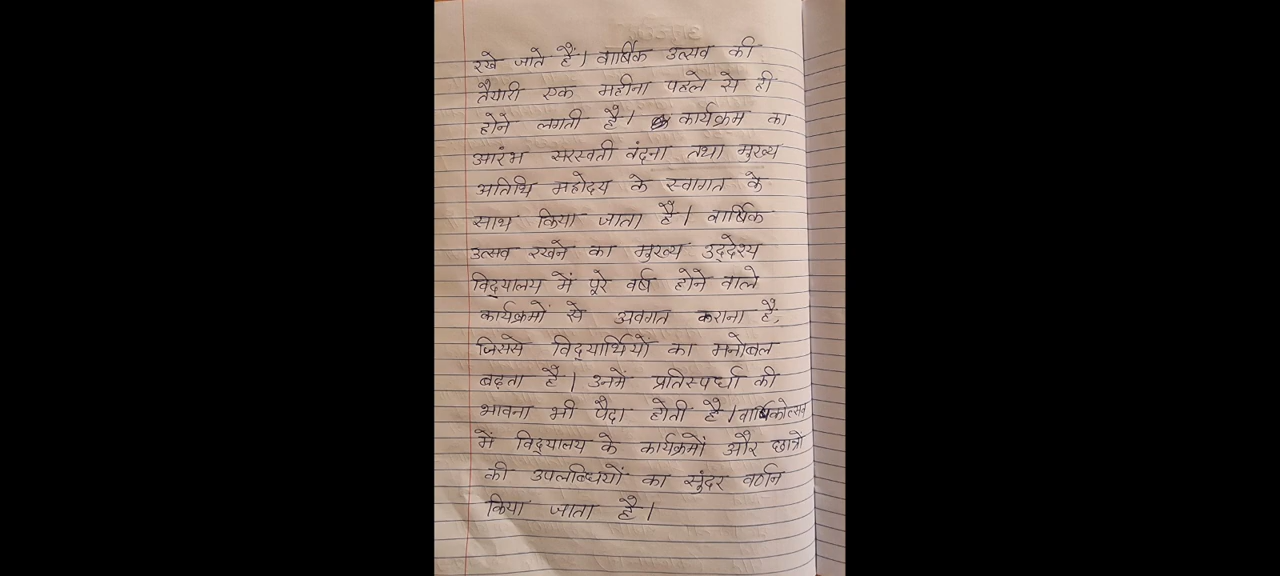 रखे जाते हैं। वार्षिक उत्सव की
तैयारी एक महीना पहले से ही
होने लगती है। कार्यक्रम का
आरंभ सरस्वती वंदना तथा मुख्य
अतिथि महोदय के स्वागत के
साथ किया जाता है। वार्षिक
उत्सव रखने का मुख्य उद्देश्य
विद्यालय में पूरे वर्ष होने वाले
कार्यक्रमों से अवगत कराना है,
जिससे विद्यार्थियों का मनोबल
बढ़ता है। उनमें प्रतिस्पर्धा की
भावना भी पैदा होती है। वार्षिकोत्सव
में विद्यालय के कार्यक्रमों और छात्रों
की उपलब्धियों का सुंदर वर्णन
किया जाता है।